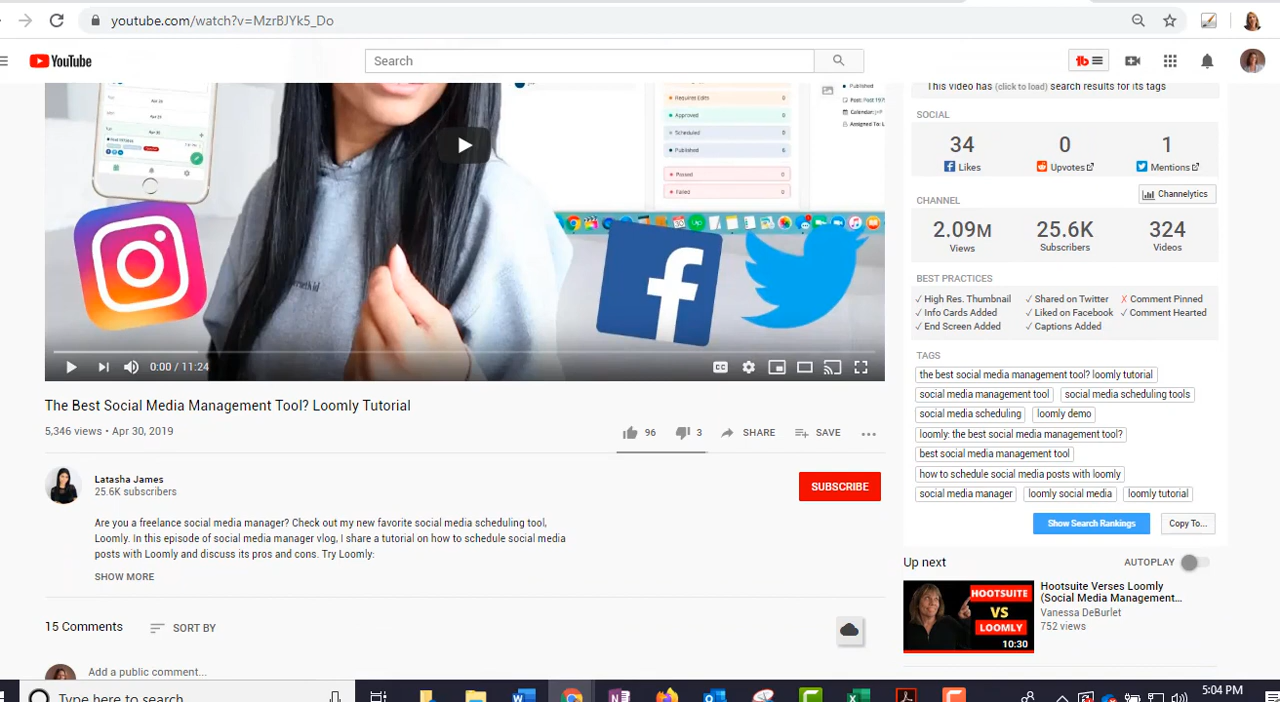 youtube.com/watch?v=MzrBJYk5_Do
YouTube
Search
This video has (click to load) search results for its tags
SOCIAL
34
0
1
Likes
Upvotes
Mentions
CHANNEL
Channelytics
2.09M
25.6K
324
Views
Subscribers
Videos
BEST PRACTICES
✓ High Res. Thumbnail
✓ Shared on Twitter
✗ Comment Pinned
✓ Info Cards Added
✓ Liked on Facebook
✓ Comment Hearted
✓ End Screen Added
✓ Captions Added
TAGS
the best social media management tool? loomly tutorial
social media management tool
social media scheduling tools
social media scheduling
loomly demo
loomly: the best social media management tool?
best social media management tool
how to schedule social media posts with loomly
social media manager
loomly social media
loomly tutorial
Show Search Rankings
Copy To...
Requires Edits
Approved
Scheduled
Published
Failed
Published
0:00 / 11:24
The Best Social Media Management Tool? Loomly Tutorial
5,346 views • Apr 30, 2019
96
3
SHARE
SAVE
Latasha James
25.6K subscribers
SUBSCRIBE
Are you a freelance social media manager? Check out my new favorite social media scheduling tool,
Loomly. In this episode of social media manager vlog, I share a tutorial on how to schedule social media
posts with Loomly and discuss its pros and cons. Try Loomly:
SHOW MORE
15 Comments
SORT BY
Add a public comment...
Up next
AUTOPLAY
HOOTSUITE
VS
LOOMLY
10:30
Hootsuite Verses Loomly
(Social Media Management...
Vanessa DeBurlet
752 views
Type here to search
5:04 PM